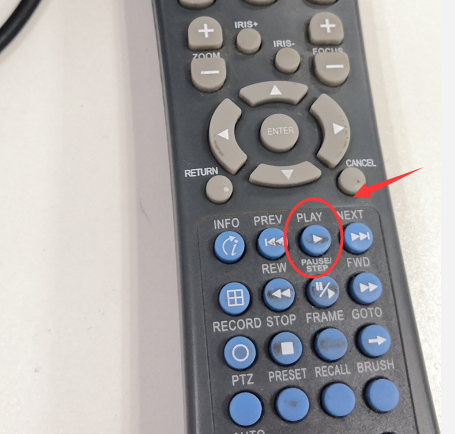 IRIS+
ZOOM
IRIS-
FOCUS
ENTER
RETURN
CANCEL
INFO PREV PLAY NEXT
REW PAUSE/ STEP FWD
RECORD STOP FRAME GOTO
PTZ PRESET RECALL BRUSH
AUTO